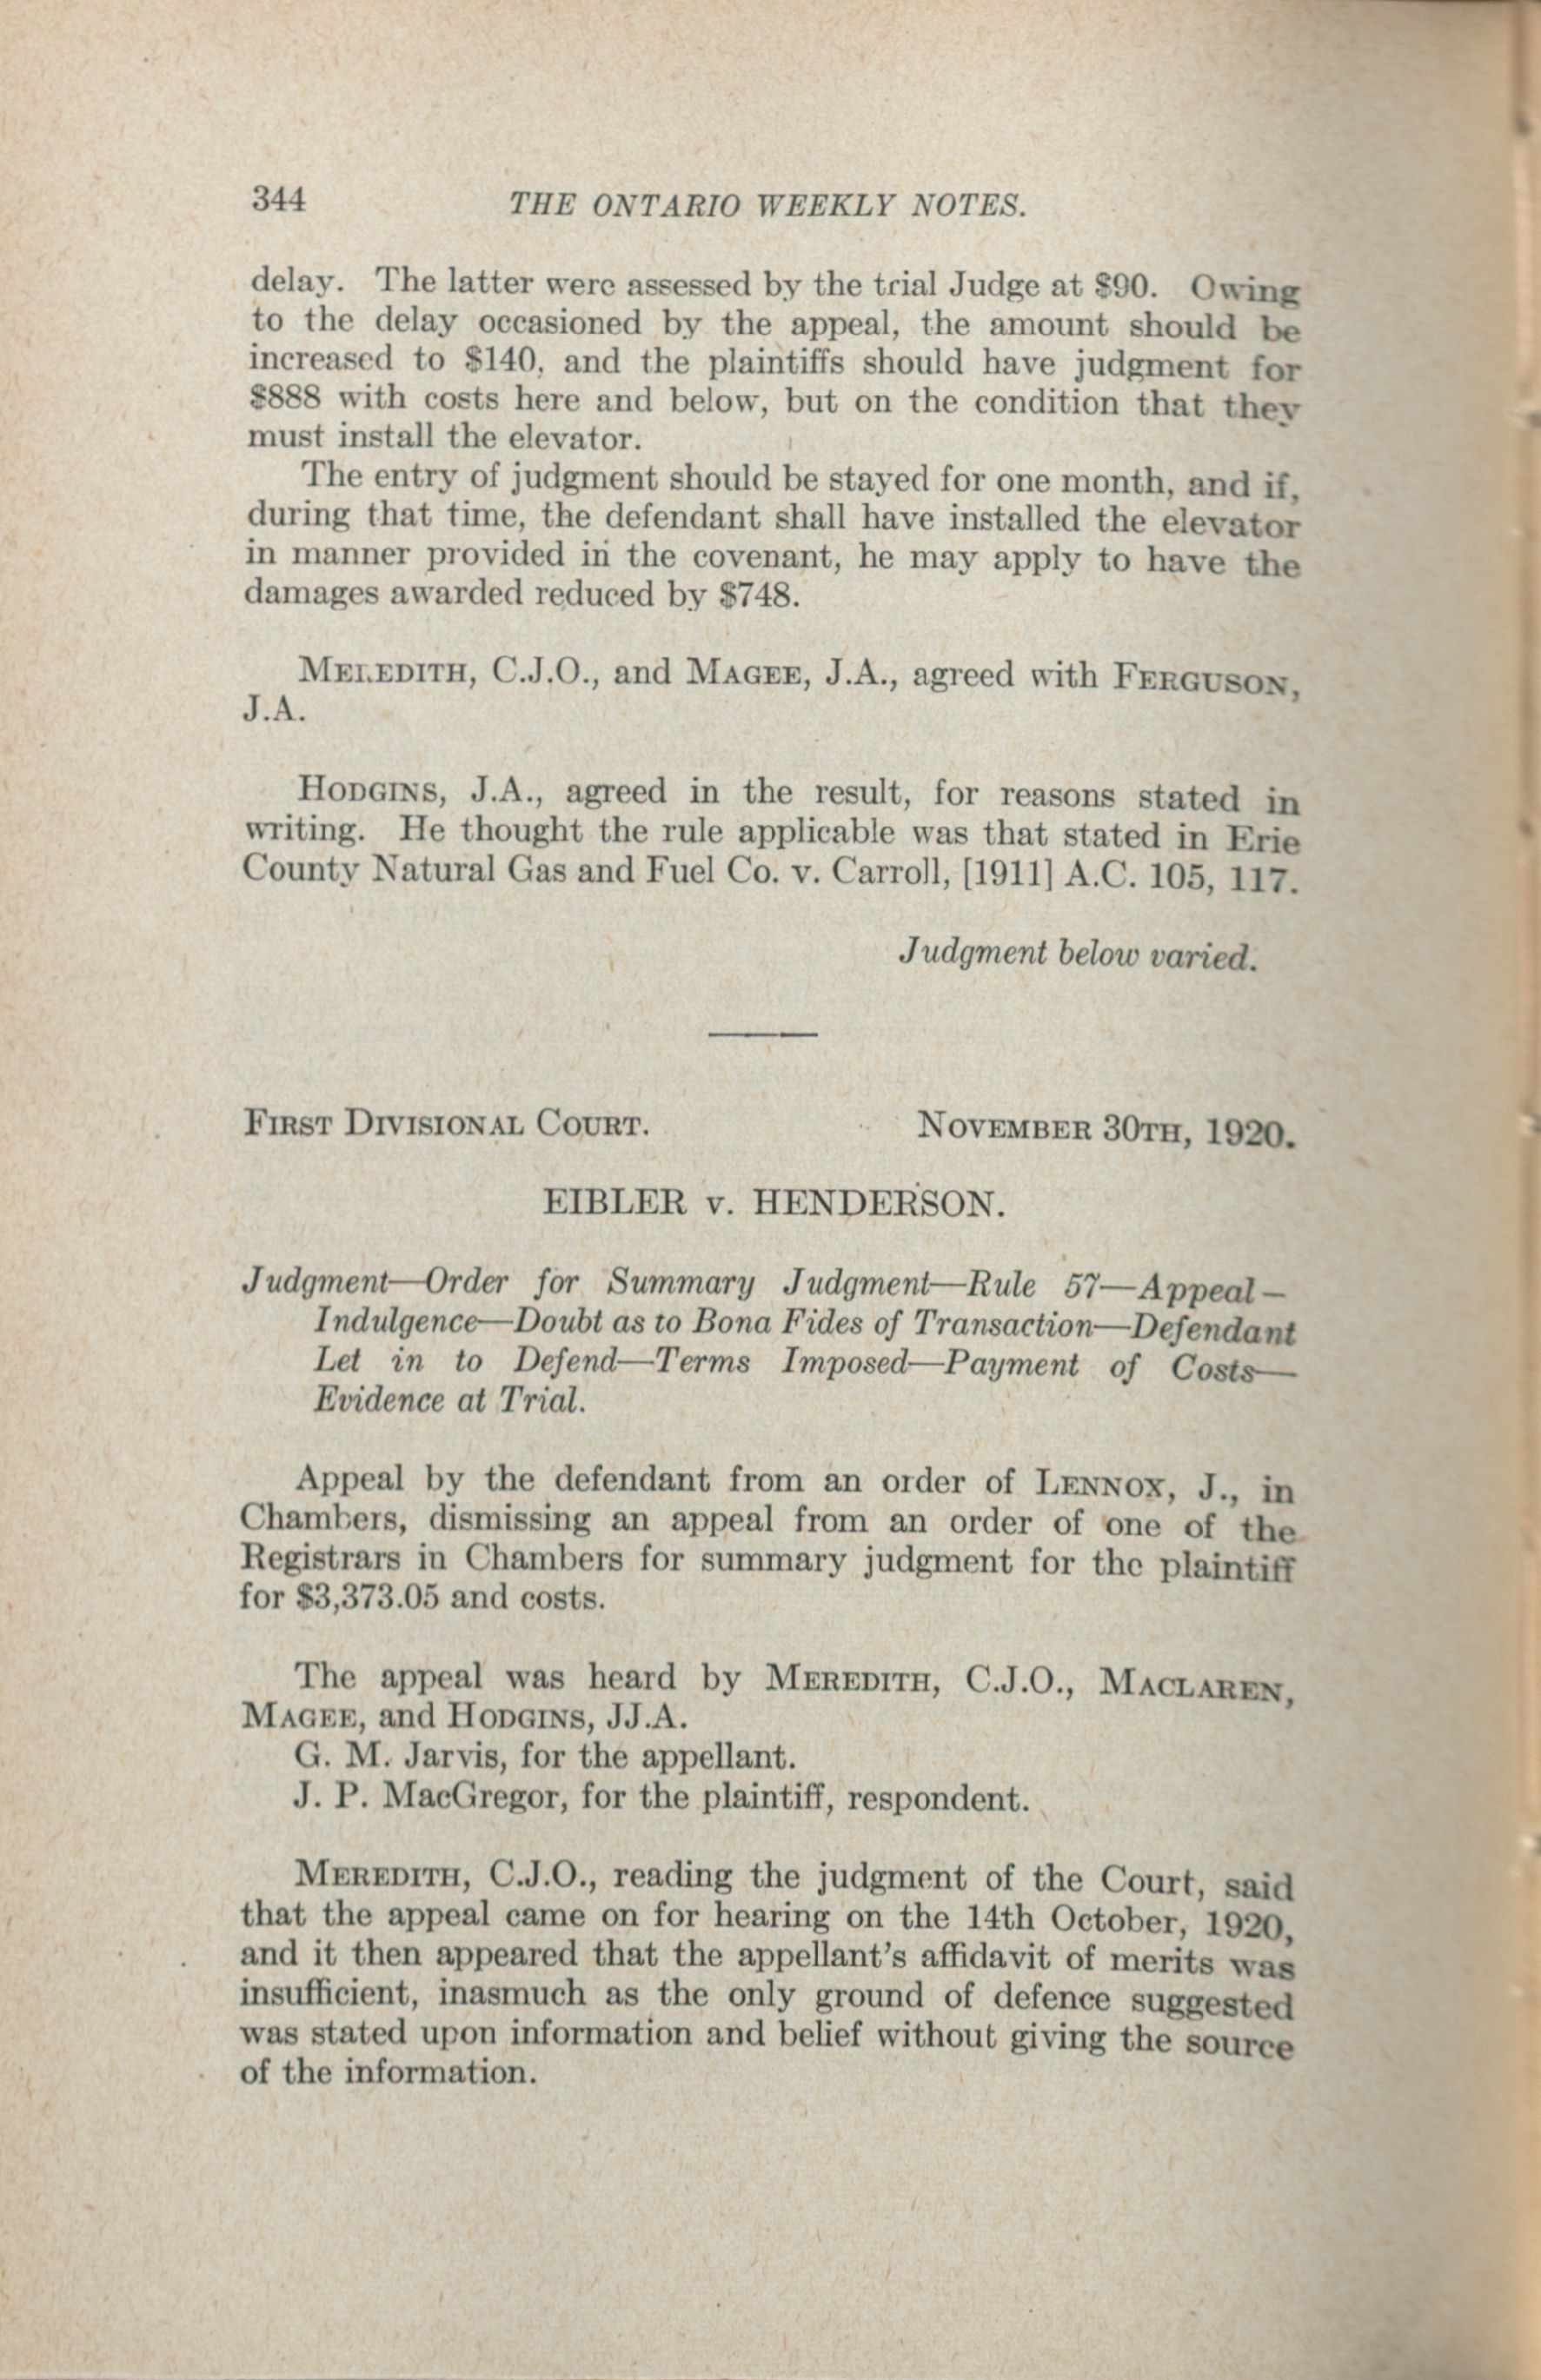 344 THE ONTARIO WEEKLY NOTES.
delay. The latter were assessed by the trial Judge at $90. Owing
to the delay occasioned by the appeal, the amount should be
increased to $140, and the plaintiffs should have judgment for
$888 with costs here and below, but on the condition that they
must install the elevator.
The entry of judgment should be stayed for one month, and if,
during that time, the defendant shall have installed the elevator
in manner provided in the covenant, he may apply to have the
damages awarded reduced by $748.
MEREDITH, C.J.O., and MAGEE, J.A., agreed with FERGUSON,
J.A.
HODGINS, J.A., agreed in the result, for reasons stated in
writing. He thought the rule applicable was that stated in Erie
County Natural Gas and Fuel Co. v. Carroll, [1911] A.C. 105, 117.
Judgment below varied.
FIRST DIVISIONAL COURT. NOVEMBER 30TH, 1920.
EIBLER v. HENDERSON.
Judgment—Order for Summary Judgment—Rule 57—Appeal—
Indulgence—Doubt as to Bona Fides of Transaction—Defendant
Let in to Defend—Terms Imposed—Payment of Costs—
Evidence at Trial.
Appeal by the defendant from an order of LENNOX, J., in
Chambers, dismissing an appeal from an order of one of the
Registrars in Chambers for summary judgment for the plaintiff
for $3,373.05 and costs.
The appeal was heard by MEREDITH, C.J.O., MACLAREN,
MAGEE, and HODGINS, JJ.A.
G. M. Jarvis, for the appellant.
J. P. MacGregor, for the plaintiff, respondent.
MEREDITH, C.J.O., reading the judgment of the Court, said
that the appeal came on for hearing on the 14th October, 1920,
and it then appeared that the appellant's affidavit of merits was
insufficient, inasmuch as the only ground of defence suggested
was stated upon information and belief without giving the source
of the information.